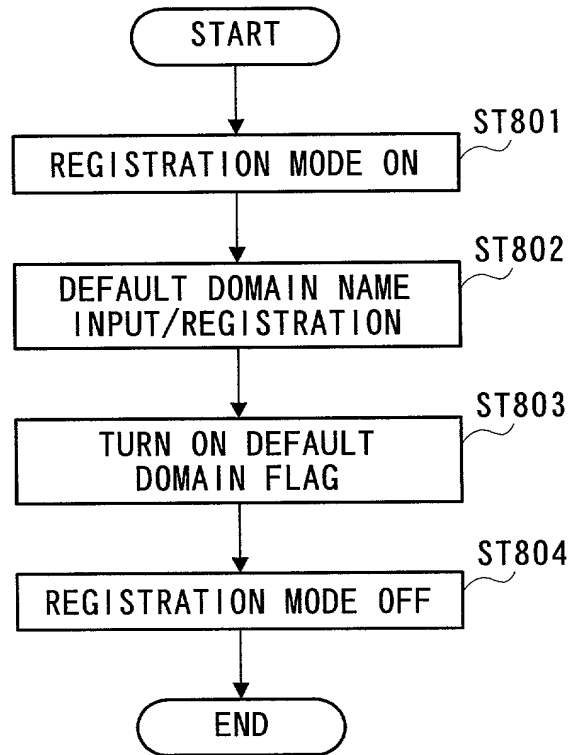 START
ST801
REGISTRATION MODE ON
ST802
DEFAULT DOMAIN NAME
INPUT/REGISTRATION
ST803
TURN ON DEFAULT
DOMAIN FLAG
ST804
REGISTRATION MODE OFF
END